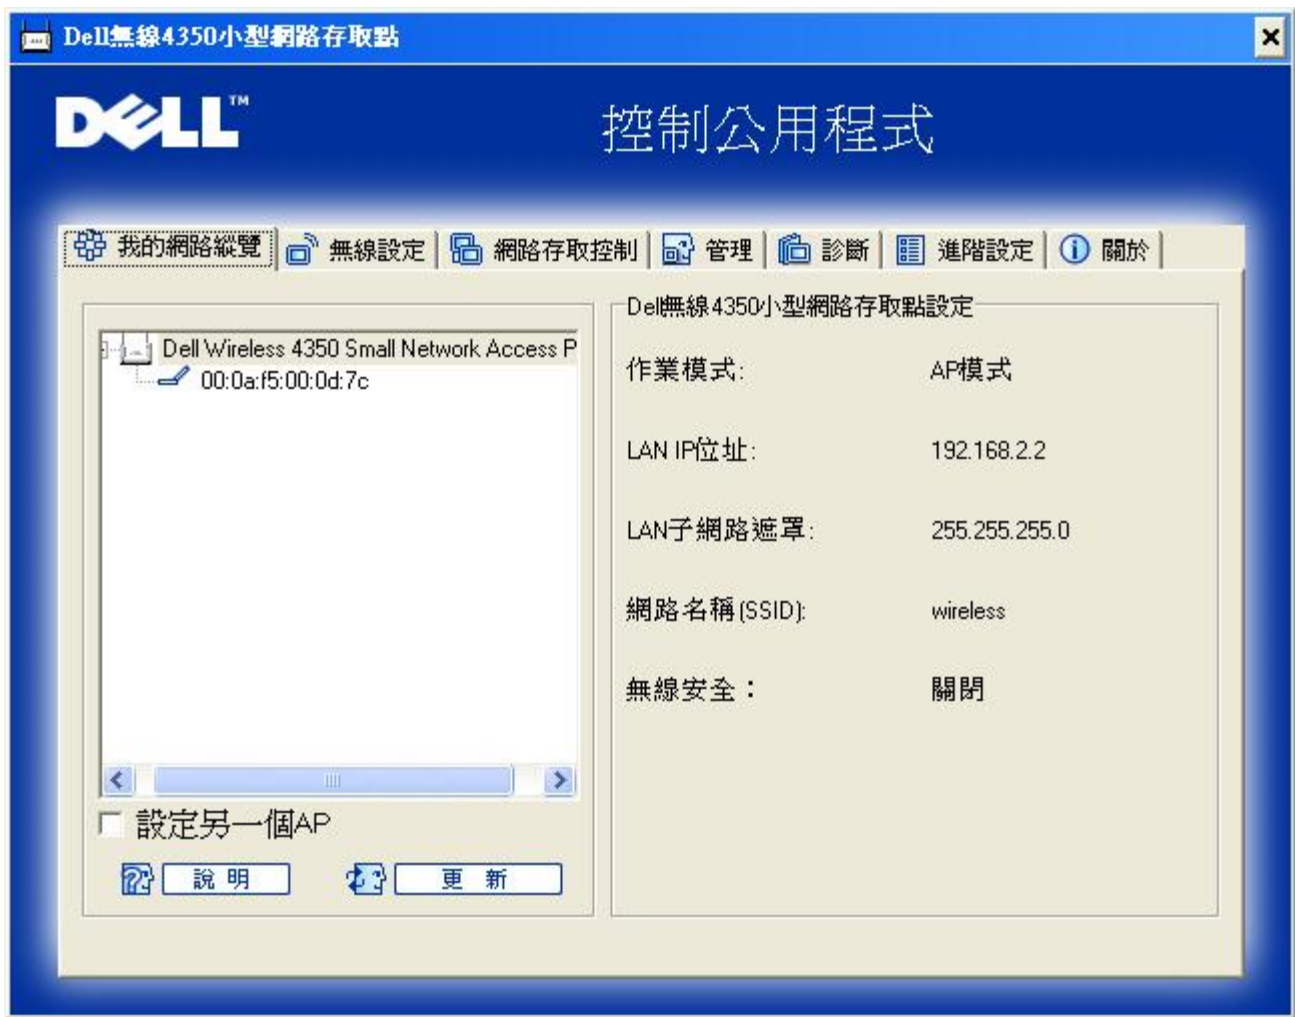 Dell無線4350小型網路存取點
DELL™
控制公用程式
我的網路縱覽 無線設定 網路存取控制 管理 診斷 進階設定 關於
Dell Wireless 4350 Small Network Access P
00:0a:f5:00:0d:7c
設定另一個AP
說明 更新
Dell無線4350小型網路存取點設定
作業模式: AP模式
LAN IP位址: 192.168.2.2
LAN子網路遮罩: 255.255.255.0
網路名稱(SSID): wireless
無線安全： 關閉